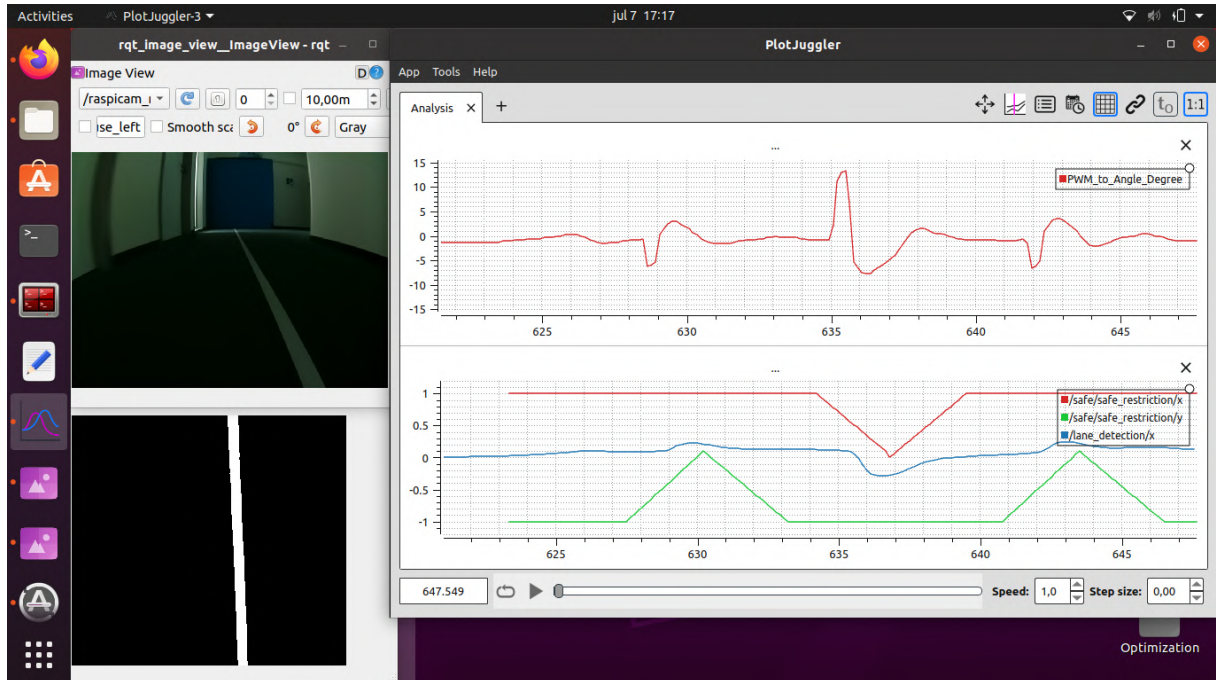 Activities
PlotJuggler-3
jul 7 17:17
rqt_image_view__ImageView - rqt
PlotJuggler
Image View
D
?
/raspicam_
0
10,00m
se_left
Smooth sca
0°
Gray
App Tools Help
Analysis
1:1
...
15
10
5
0
-5
-10
-15
PWM_to_Angle_Degree
625 630 635 640 645
...
1
0.5
0
-0.5
-1
/safe/safe_restriction/x
/safe/safe_restriction/y
/lane_detection/x
625 630 635 640 645
647.549
Speed: 1,0 Step size: 0,00
Optimization